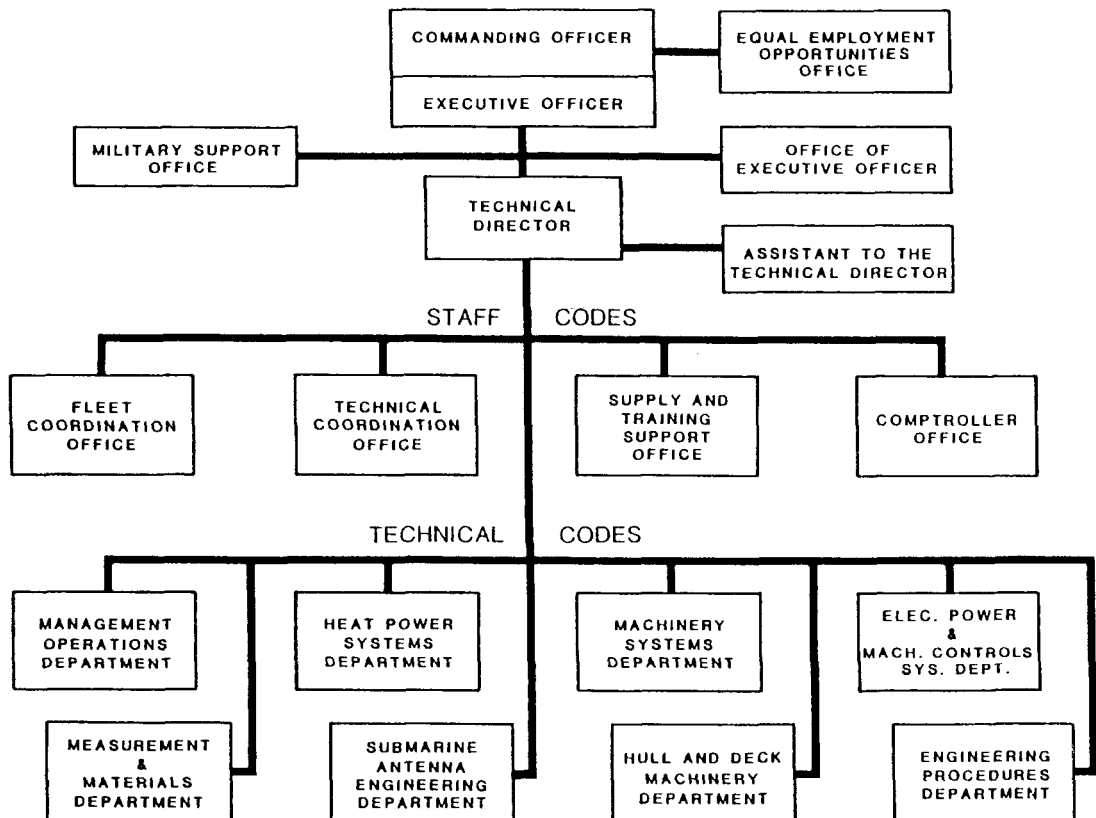 COMMANDING OFFICER
EXECUTIVE OFFICER
EQUAL EMPLOYMENT
OPPORTUNITIES
OFFICE
MILITARY SUPPORT
OFFICE
OFFICE OF
EXECUTIVE OFFICER
TECHNICAL
DIRECTOR
ASSISTANT TO THE
TECHNICAL DIRECTOR
STAFF CODES
FLEET
COORDINATION
OFFICE
TECHNICAL
COORDINATION
OFFICE
SUPPLY AND
TRAINING
SUPPORT
OFFICE
COMPTROLLER
OFFICE
TECHNICAL CODES
MANAGEMENT
OPERATIONS
DEPARTMENT
HEAT POWER
SYSTEMS
DEPARTMENT
MACHINERY
SYSTEMS
DEPARTMENT
ELEC. POWER
&
MACH. CONTROLS
SYS. DEPT.
MEASUREMENT
&
MATERIALS
DEPARTMENT
SUBMARINE
ANTENNA
ENGINEERING
DEPARTMENT
HULL AND DECK
MACHINERY
DEPARTMENT
ENGINEERING
PROCEDURES
DEPARTMENT